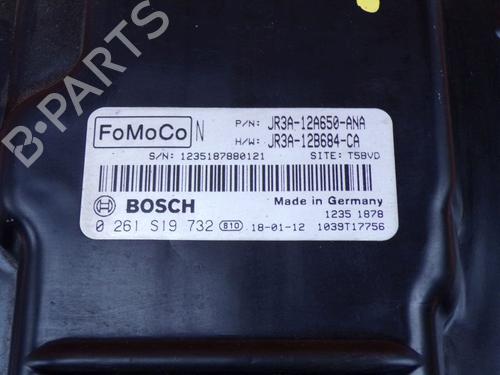 B-PARTS
FoMoCo N P/N: JR3A-12A650-ANA
H/W: JR3A-12B684-CA
S/N: 1235187880121 SITE: T5BVD
BOSCH Made in Germany
1235 1878
0 261 S19 732 810 18-01-12 1039T17756